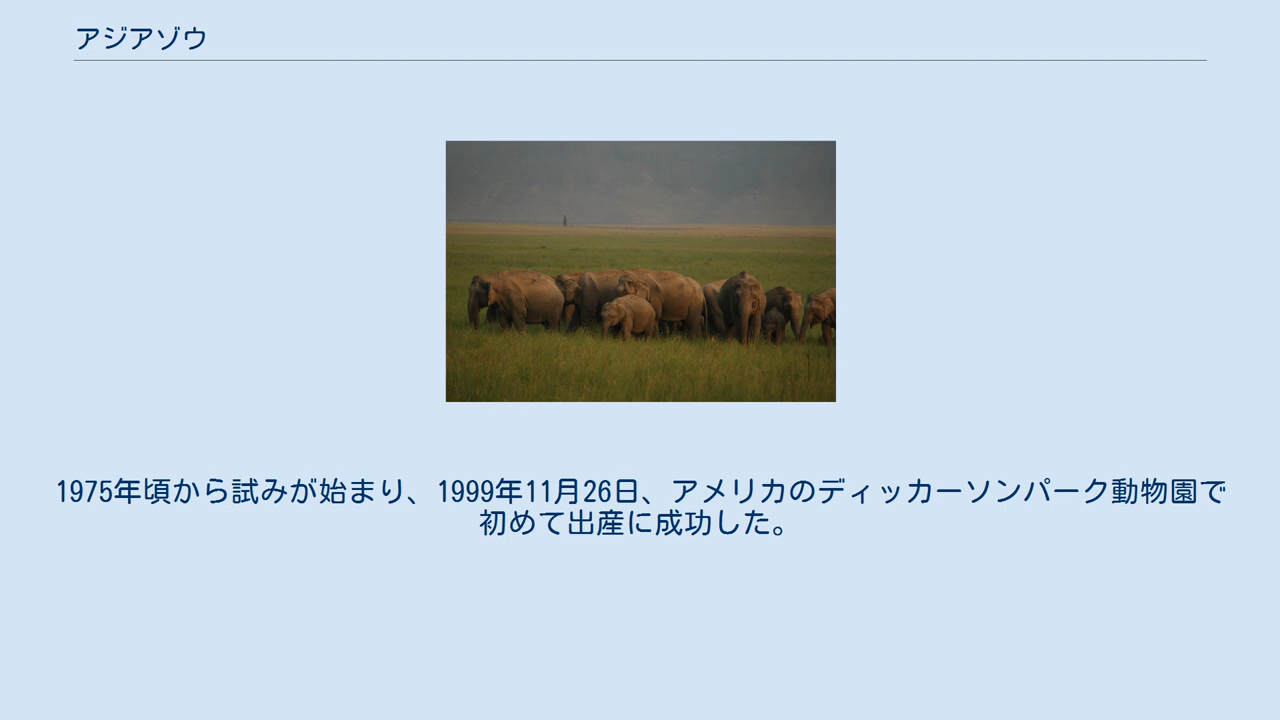 アジアゾウ
1975年頃から試みが始まり、1999年11月26日、アメリカのディッカーソンパーク動物園で
初めて出産に成功した。